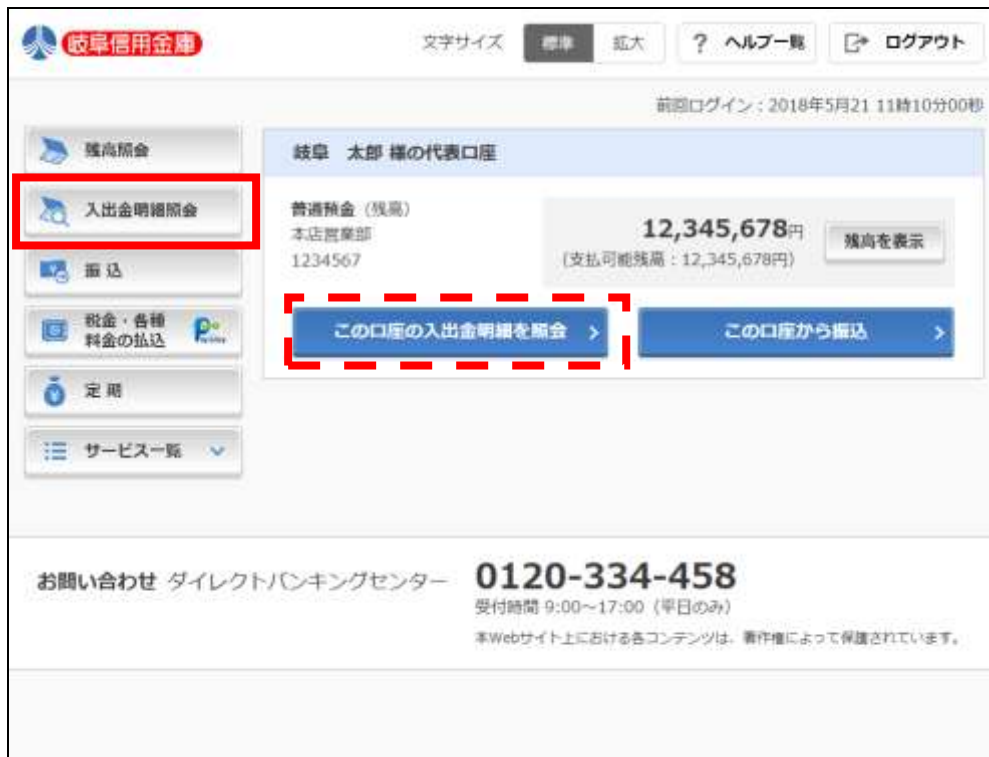 岐阜信用金庫
文字サイズ 標準 拡大 ? ヘルプ一覧 ログアウト
前回ログイン：2018年5月21 11時10分00秒
残高照会
入出金明細照会
振込
税金・各種
料金の払込
定期
サービス一覧
岐阜 太郎 様の代表口座
普通預金（残高）
本店営業部
1234567
12,345,678円
(支払可能残高：12,345,678円)
残高を表示
この口座の入出金明細を照会
この口座から振込
お問い合わせ ダイレクトバンキングセンター
0120-334-458
受付時間 9:00～17:00（平日のみ）
本Webサイト上における各コンテンツは、著作権によって保護されています。